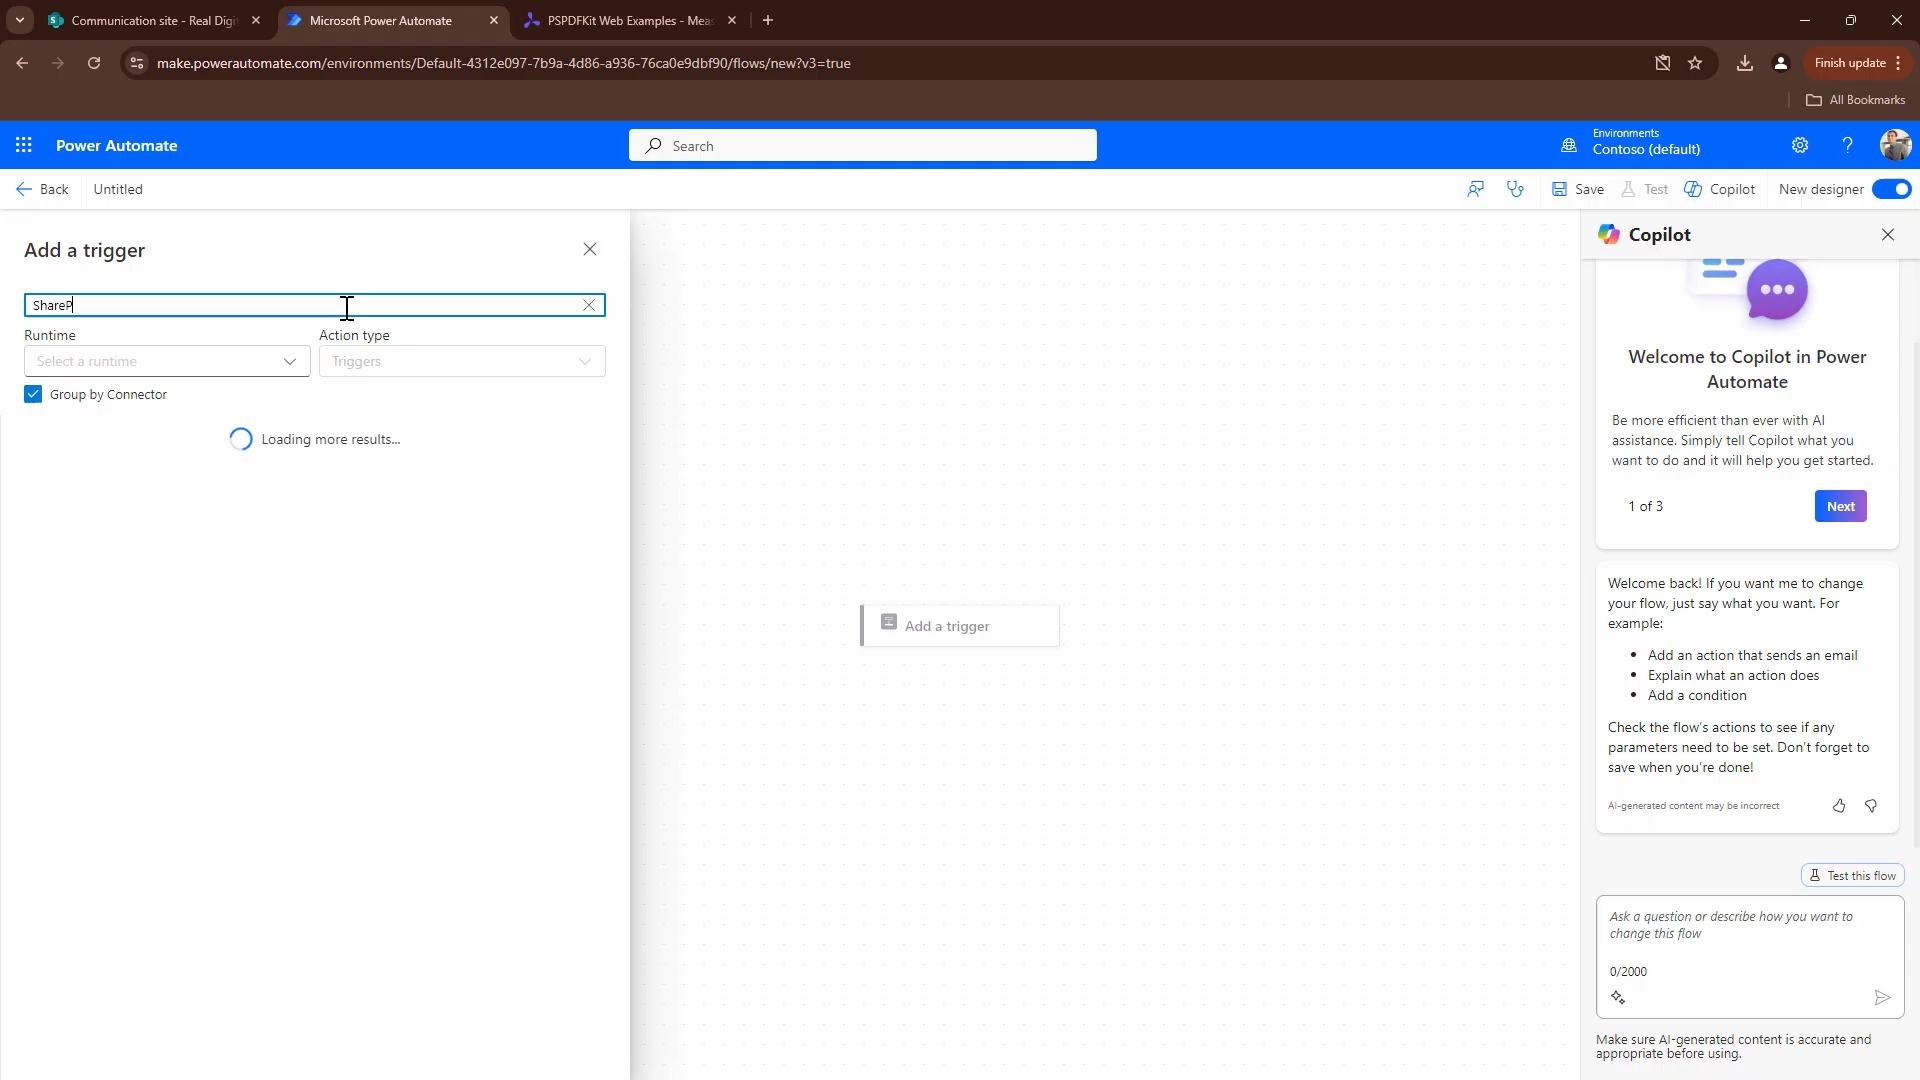 Communication site - Real Digi
Microsoft Power Automate
PSPDFKit Web Examples - Meas
make.powerautomate.com/environments/Default-4312e097-7b9a-4d86-a936-76ca0e9dbf90/flows/new?v3=true
Finish update
All Bookmarks
Power Automate
Search
Environments
Contoso (default)
Back
Untitled
Save
Test
Copilot
New designer
Add a trigger
ShareP
Runtime
Action type
Select a runtime
Triggers
Group by Connector
Loading more results...
Add a trigger
Copilot
Welcome to Copilot in Power
Automate
Be more efficient than ever with AI
assistance. Simply tell Copilot what you
want to do and it will help you get started.
1 of 3
Next
Welcome back! If you want me to change
your flow, just say what you want. For
example:
• Add an action that sends an email
• Explain what an action does
• Add a condition
Check the flow's actions to see if any
parameters need to be set. Don't forget to
save when you're done!
AI-generated content may be incorrect
Test this flow
Ask a question or describe how you want to
change this flow
0/2000
Make sure AI-generated content is accurate and
appropriate before using.